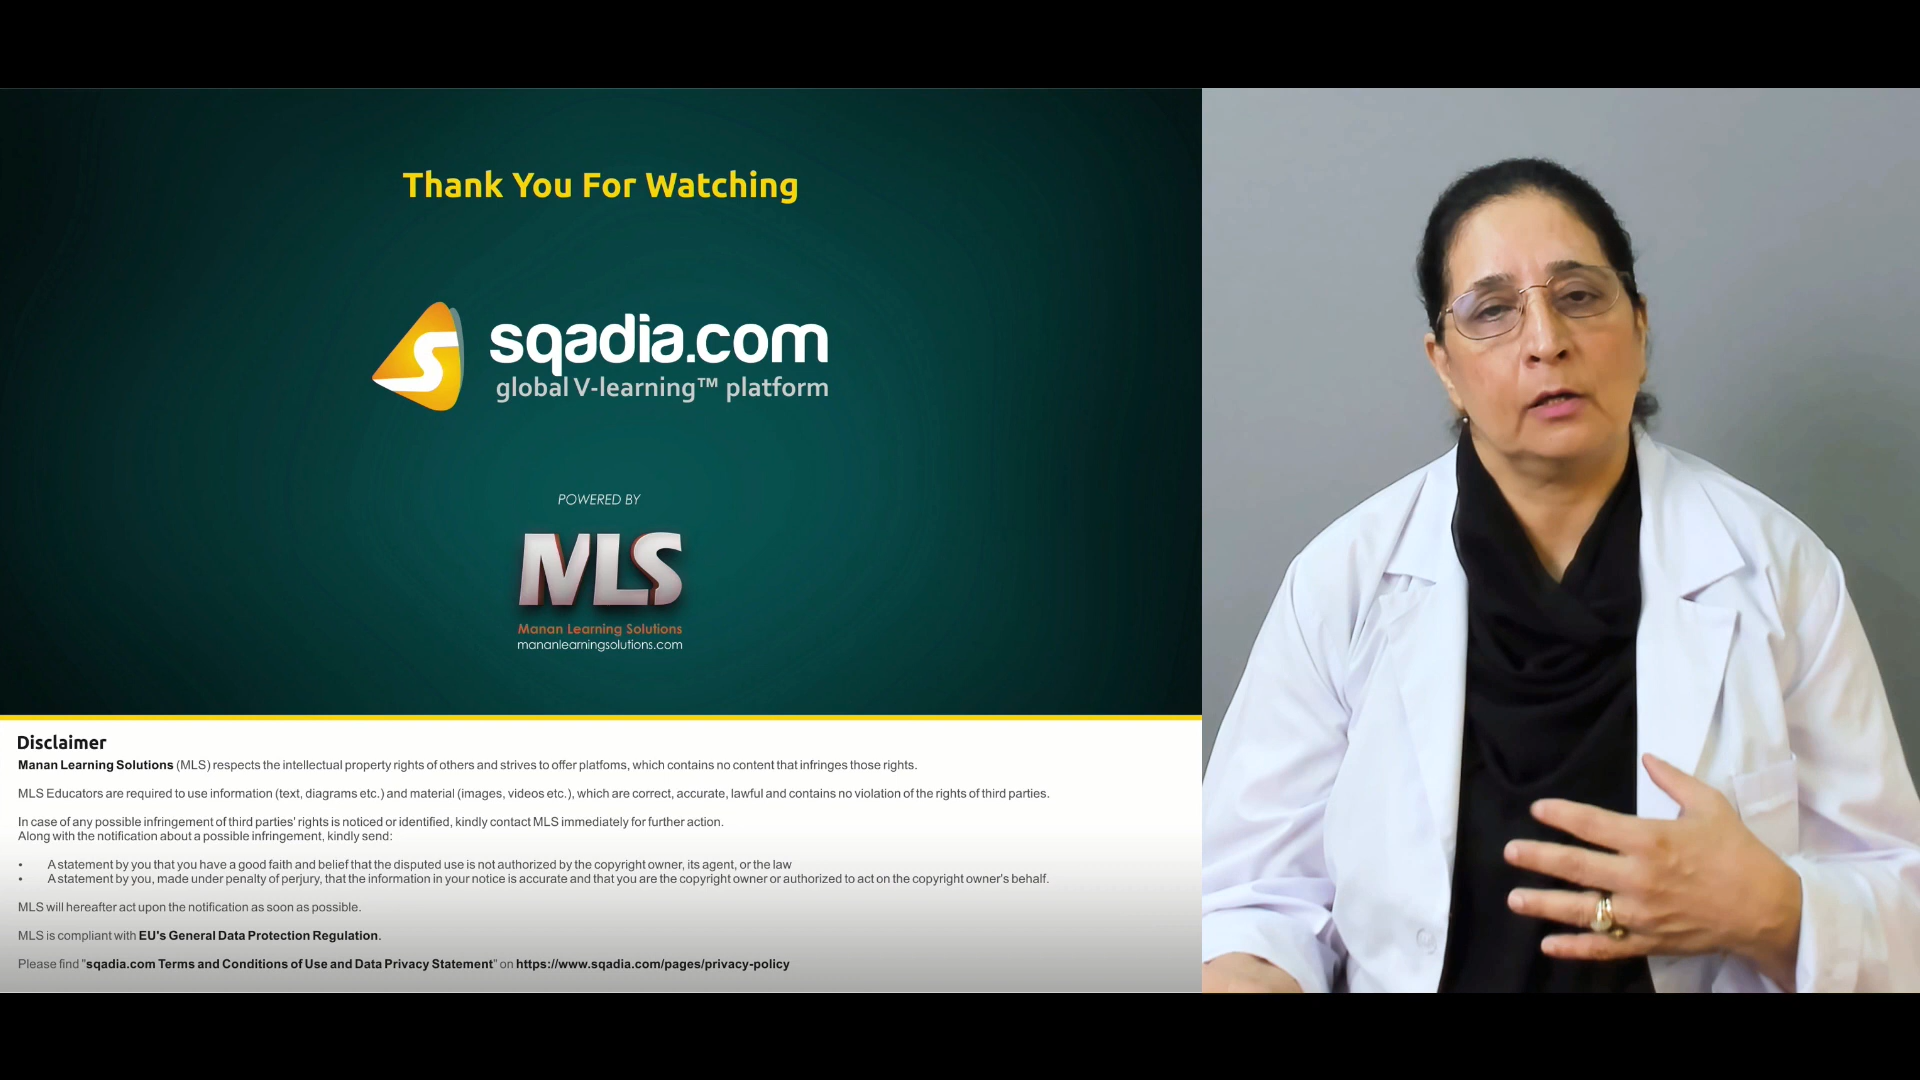 Thank You For Watching
sqadia.com
global V-learning™ platform
POWERED BY
MLS
Manan Learning Solutions
mananlearningsolutions.com
Disclaimer
Manan Learning Solutions (MLS) respects the intellectual property rights of others and strives to offer platfoms, which contains no content that infringes those rights.
MLS Educators are required to use information (text, diagrams etc.) and material (images, videos etc.), which are correct, accurate, lawful and contains no violation of the rights of third parties.
In case of any possible infringement of third parties' rights is noticed or identified, kindly contact MLS immediately for further action.
Along with the notification about a possible infringement, kindly send:
• A statement by you that you have a good faith and belief that the disputed use is not authorized by the copyright owner, its agent, or the law
• A statement by you, made under penalty of perjury, that the information in your notice is accurate and that you are the copyright owner or authorized to act on the copyright owner's behalf.
MLS will hereafter act upon the notification as soon as possible.
MLS is compliant with EU's General Data Protection Regulation.
Please find "sqadia.com Terms and Conditions of Use and Data Privacy Statement" on https://www.sqadia.com/pages/privacy-policy